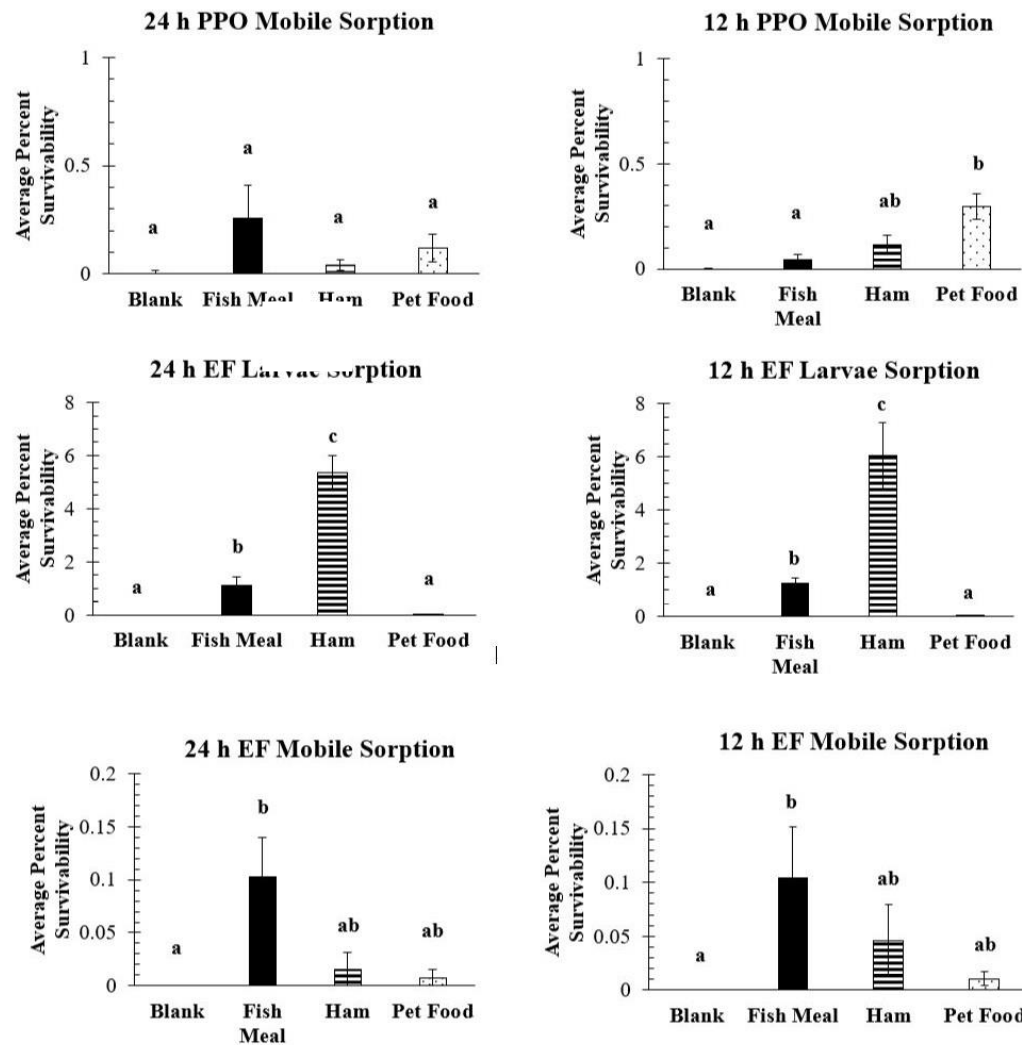 24 h PPO Mobile Sorption
Average Percent
Survivability
1
0.5
0
a
a
a
a
Blank
Fish
Pet Food
12 h PPO Mobile Sorption
Average Percent
Survivability
1
0.5
0
a
a
ab
b
Blank
Fish
Meal
Ham
Pet Food
24 h EF
Average Percent
Survivability
8
6
4
2
0
a
b
c
a
Blank
Fish Meal
Ham
Pet Food
12 h EF Larvae Sorption
Average Percent
Survivability
8
6
4
2
0
a
b
c
a
Blank
Fish
Meal
Ham
Pet Food
24 h EF Mobile Sorption
Average Percent
Survivability
0.2
0.15
0.1
0.05
0
a
b
ab
ab
Blank
Fish
Meal
Ham
Pet Food
12 h EF Mobile Sorption
Average Percent
Survivability
0.2
0.15
0.1
0.05
0
a
b
ab
ab
Blank
Fish Meal
Ham
Pet Food